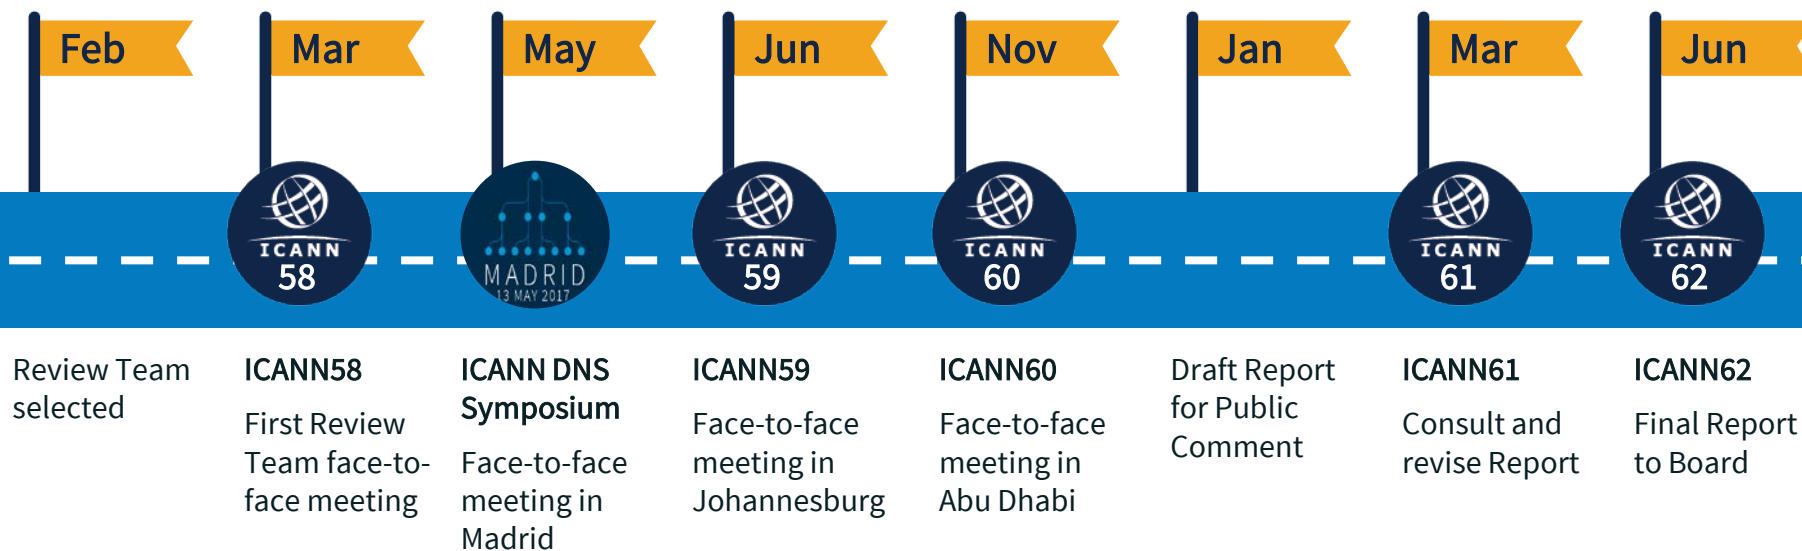 Feb
Mar
May
Jun
Nov
Jan
Mar
Jun
ICANN
58
MADRID
13 MAY 2017
ICANN
59
ICANN
60
ICANN
61
ICANN
62
Review Team
selected
ICANN58
First Review
Team face-to-
face meeting
ICANN DNS
Symposium
Face-to-face
meeting in
Madrid
ICANN59
Face-to-face
meeting in
Johannesburg
ICANN60
Face-to-face
meeting in
Abu Dhabi
Draft Report
for Public
Comment
ICANN61
Consult and
revise Report
ICANN62
Final Report
to Board